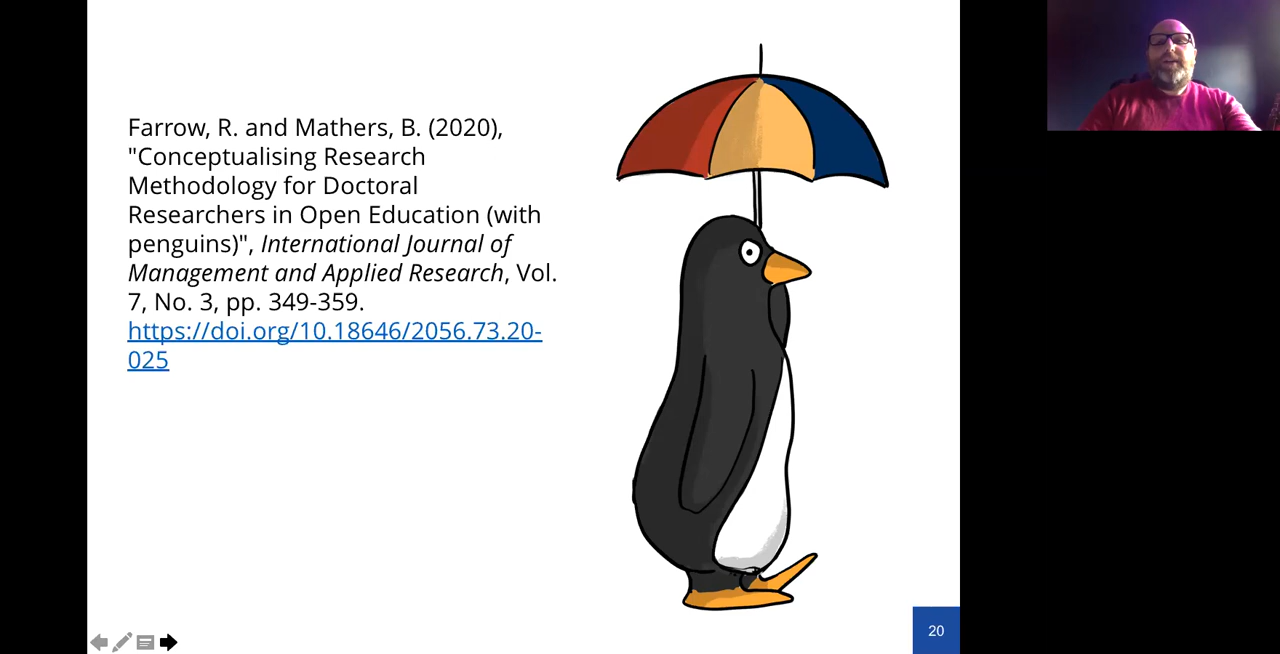 Farrow, R. and Mathers, B. (2020),
"Conceptualising Research
Methodology for Doctoral
Researchers in Open Education (with
penguins)", International Journal of
Management and Applied Research, Vol.
7, No. 3, pp. 349-359.
https://doi.org/10.18646/2056.73.20-
025
20